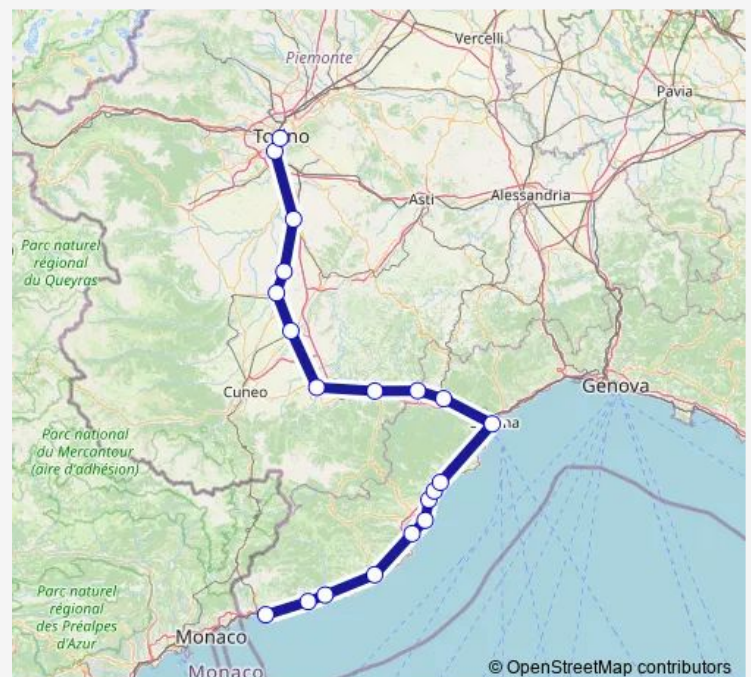 Vercelli
Piemonte
Pavia
Asti
Alessandria
Parc naturel
régional
du Queyras
Genova
Cuneo
Parc national
du Mercantour
(aire d'adhésion)
Parc naturel
régional
des Préalpes
d'Azur
Monaco
Monaco
© OpenStreetMap contributors